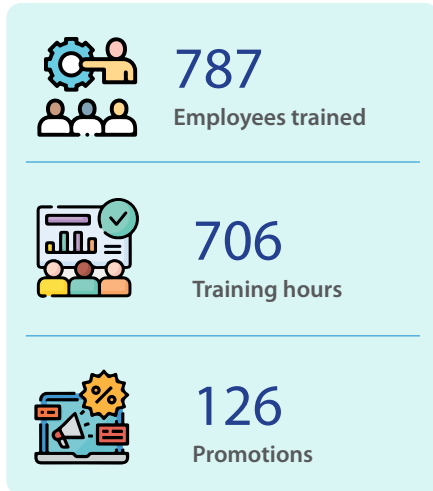 787
Employees trained
706
Training hours
%
126
Promotions